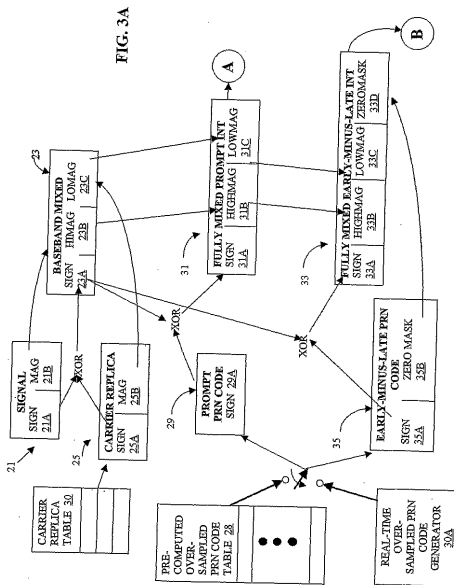 FIG. 3A
21
SIGNAL
SIGN MAG
21A 21B
25
CARRIER REPLICA
SIGN MAG
25A 25B
CARRIER REPLICA TABLE 30
XOR
23
BASEBAND MIXED
SIGN HIMAG LOMAG
23A 23B 23C
PRE-
COMPUTED
OVER-
SAMPLED
PRN CODE
TABLE 28
REAL-TIME
OVER-
SAMPLED PRN
CODE
GENERATOR
30A
29
PROMPT
PRN CODE
SIGN 29A
XOR
31
FULLY MIXED PROMPT INT
SIGN HIGHMAG LOWMAG
31A 31B 31C
A
35
EARLY-MINUS-LATE PRN
CODE
SIGN ZERO MASK
35A 35B
XOR
33
FULLY MIXED EARLY-MINUS-LATE INT
SIGN HIGHMAG LOWMAG ZEROMASK
33A 33B 33C 33D
B